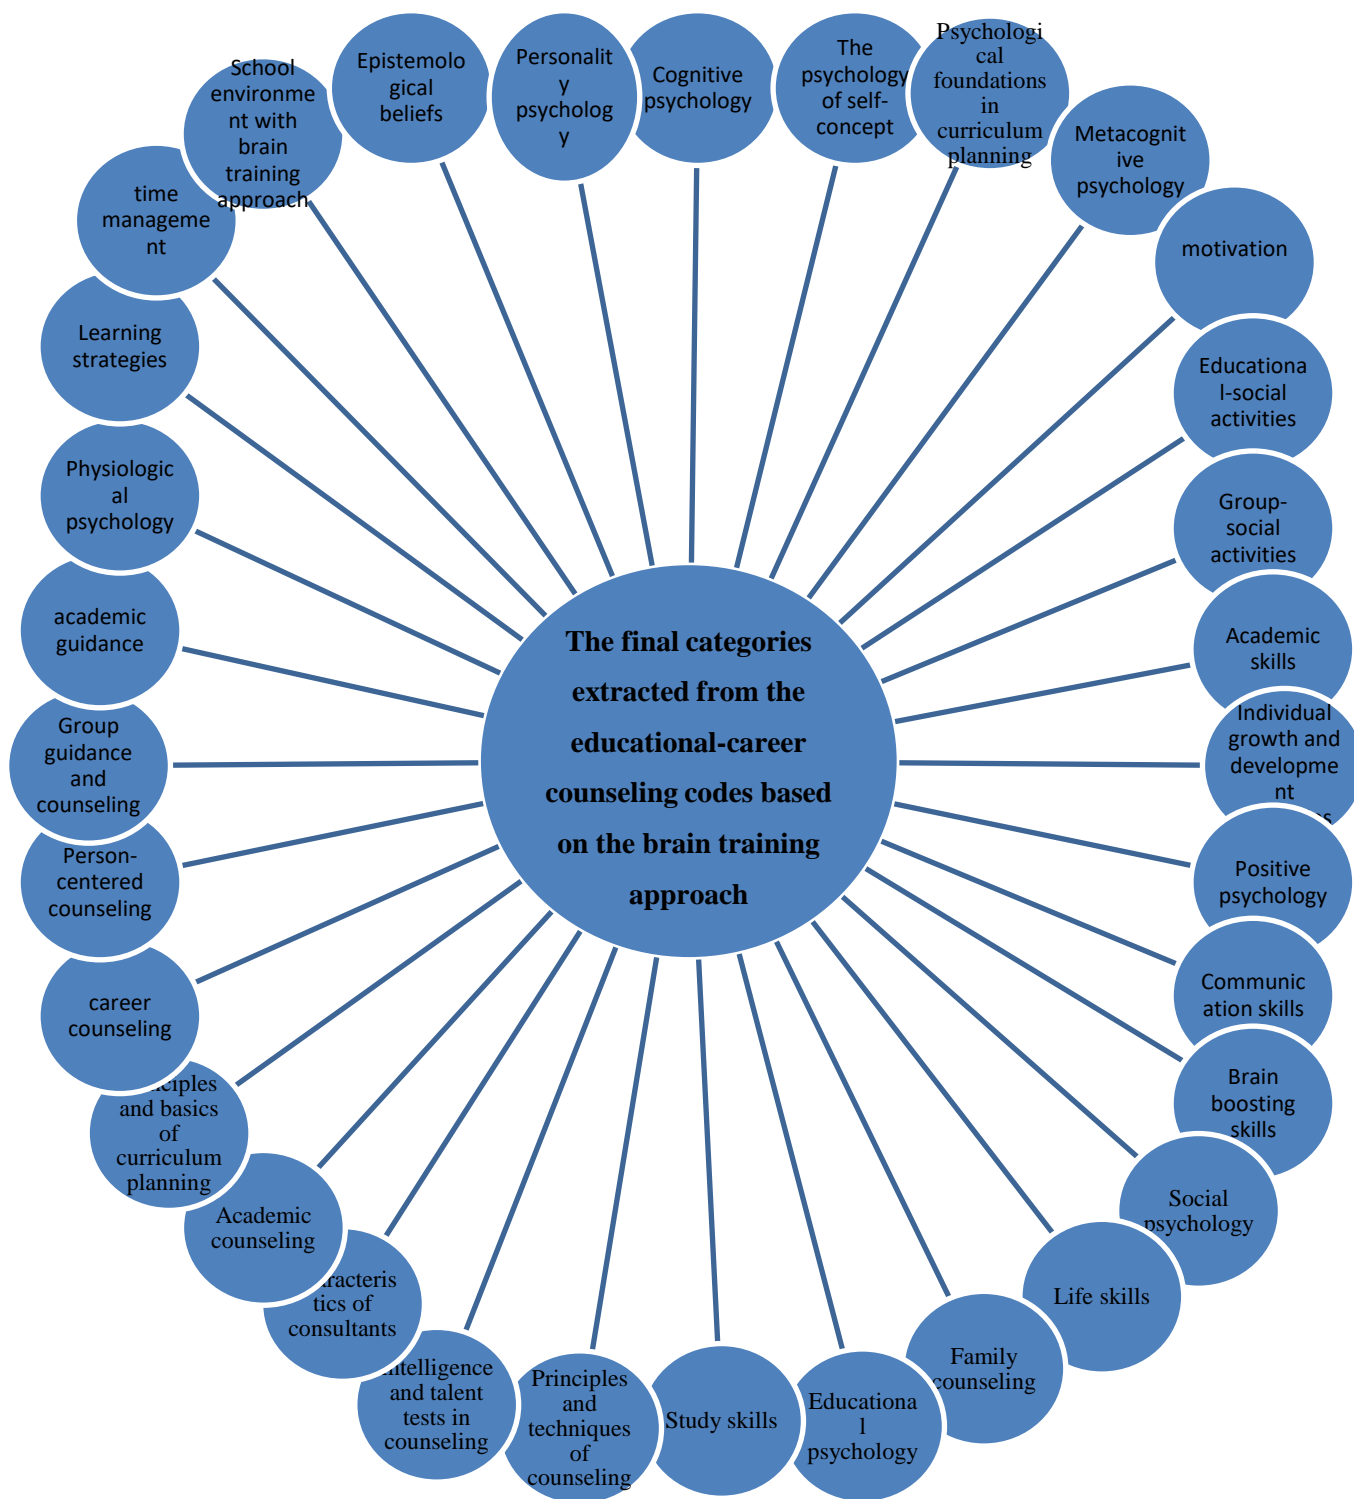 The final categories
extracted from the
educational-career
counseling codes based
on the brain training
approach
Cognitive
psychology
The
psychology
of self-
concept
Psychologi
cal
foundations
in
curriculum
planning
Metacognit
ive
psychology
motivation
Educationa
l-social
activities
Group-
social
activities
Academic
skills
Individual
growth and
developme
nt
Positive
psychology
Communic
ation skills
Brain
boosting
skills
Social
psychology
Life skills
Family
counseling
Educationa
l
psychology
Study skills
Principles
and
techniques
of
counseling
and talent
tests in
counseling
tics of
consultants
Academic
counseling
and basics
of
curriculum
planning
career
counseling
Person-
centered
counseling
Group
guidance
and
counseling
academic
guidance
Physiologic
al
psychology
Learning
strategies
time
manageme
nt
School
environme
nt with
brain
training
approach
Epistemolo
gical
beliefs
Personalit
y
psycholog
y